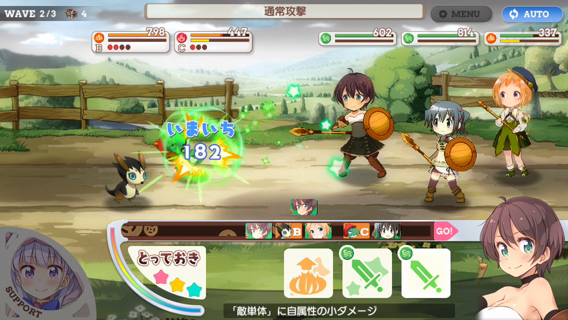 WAVE 2/3 4
通常攻撃
MENU
AUTO
B 798
C 447
602
814
337
いまいち
182
B C GO!
とっておき
SUPPORT
「敵単体」に自属性の小ダメージ